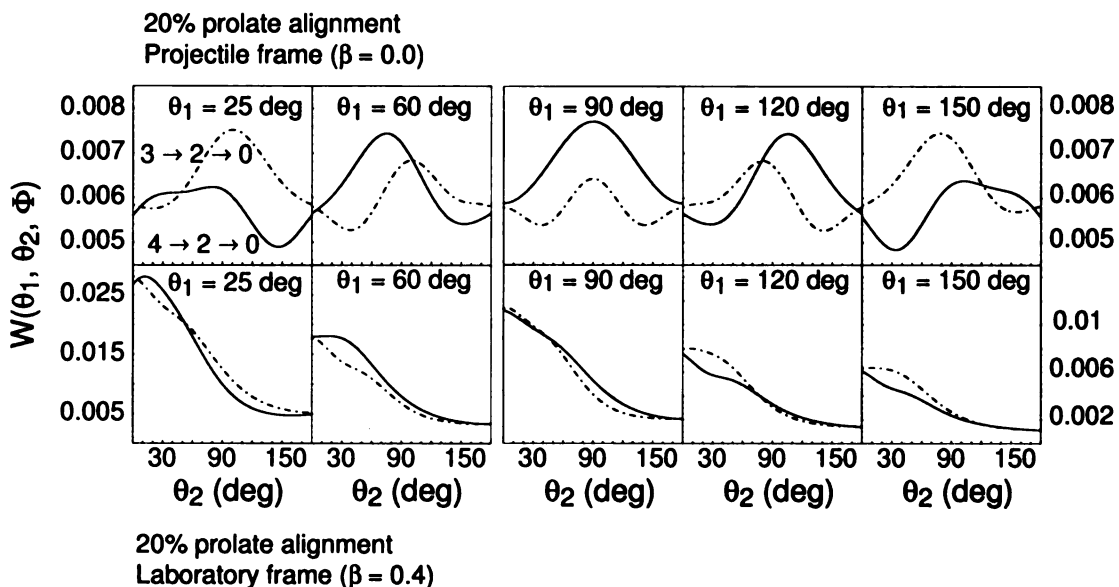 20% prolate alignment
Projectile frame (β = 0.0)
θ1 = 25 deg
θ1 = 60 deg
θ1 = 90 deg
θ1 = 120 deg
θ1 = 150 deg
0.008
0.007
0.006
0.005
3 → 2 → 0
4 → 2 → 0
0.008
0.007
0.006
0.005
W(θ1, θ2, Φ)
θ1 = 25 deg
θ1 = 60 deg
θ1 = 90 deg
θ1 = 120 deg
θ1 = 150 deg
0.025
0.015
0.005
0.01
0.006
0.002
30 90 150
30 90 150
30 90 150
30 90 150
30 90 150
θ2 (deg)
θ2 (deg)
θ2 (deg)
θ2 (deg)
θ2 (deg)
20% prolate alignment
Laboratory frame (β = 0.4)